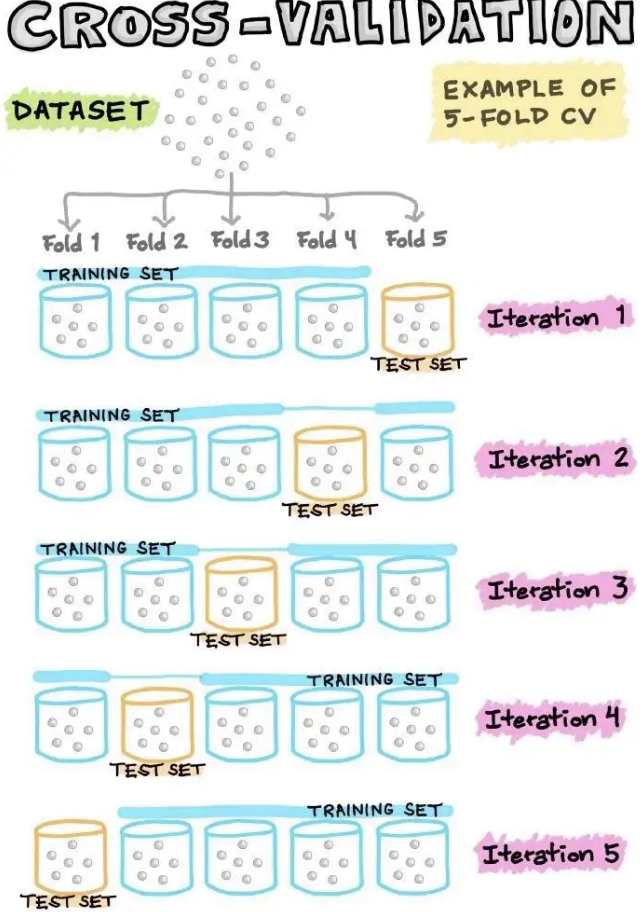 CROSS-VALIDATION
DATASET
EXAMPLE OF
5-FOLD CV
Fold 1 Fold 2 Fold 3 Fold 4 Fold 5
TRAINING SET
Iteration 1
TEST SET
TRAINING SET
Iteration 2
TEST SET
TRAINING SET
Iteration 3
TEST SET
TRAINING SET
Iteration 4
TEST SET
TRAINING SET
Iteration 5
TEST SET